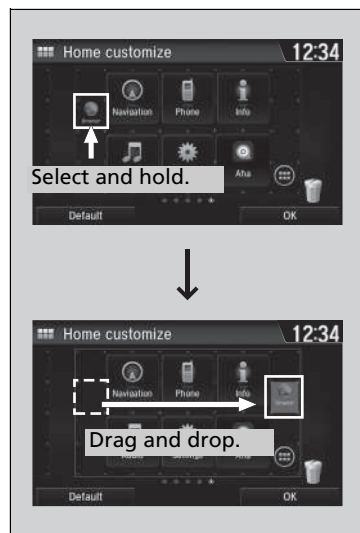 Home customize 12:34
Navigation Phone Info
Browser
Aha
Select and hold.
Default OK
Home customize 12:34
Navigation Phone Info
Drag and drop.
Audio Settings Aha
Default OK